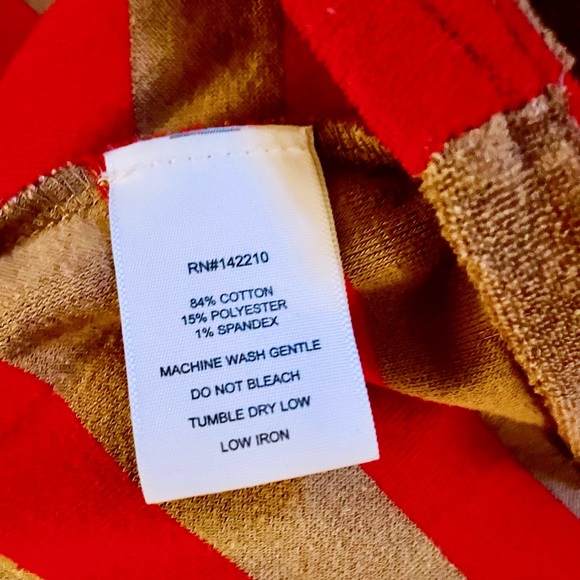 RN#142210
84% COTTON
15% POLYESTER
1% SPANDEX
MACHINE WASH GENTLE
DO NOT BLEACH
TUMBLE DRY LOW
LOW IRON